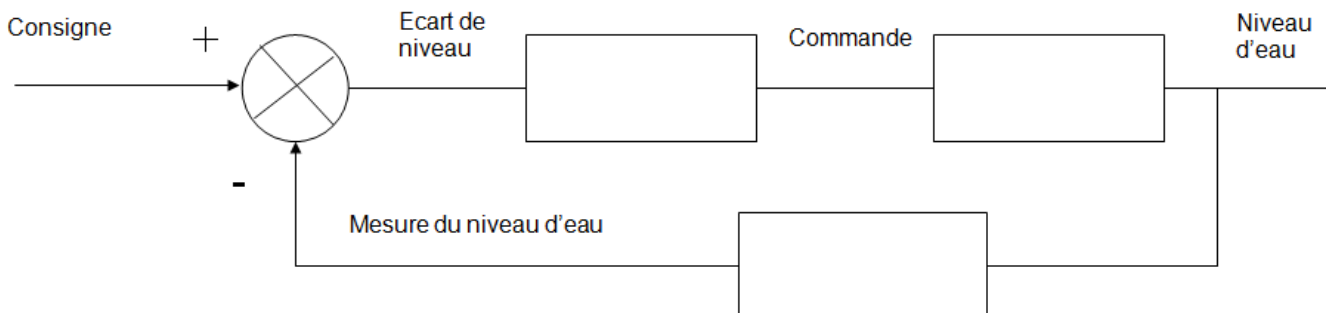 Consigne
+
Ecart de
niveau
Commande
Niveau
d’eau
-
Mesure du niveau d’eau